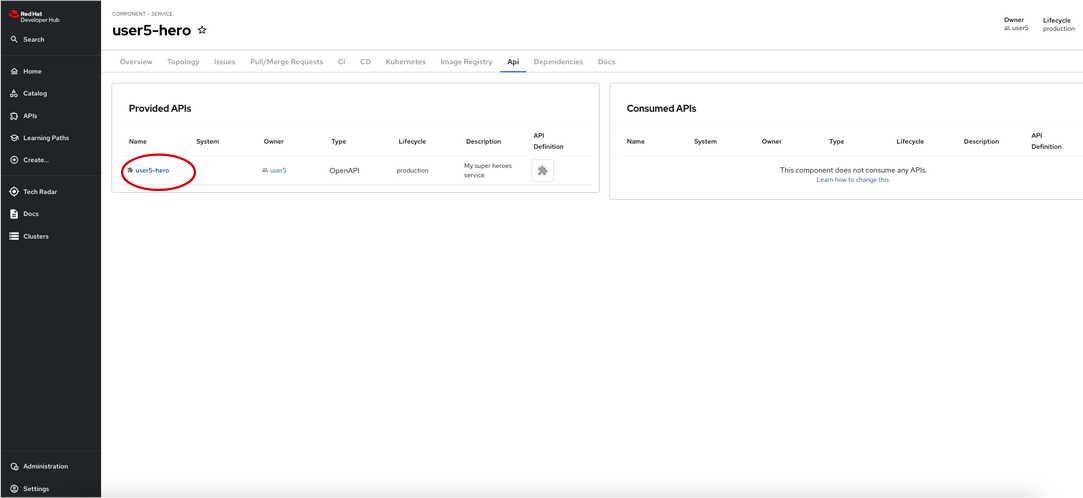 Red Hat
Developer Hub
Search
Home
Catalog
APIs
Learning Paths
Create...
Tech Radar
Docs
Clusters
Administration
Settings
COMPONENT — SERVICE
user5-hero
Owner
user5
Lifecycle
production
Overview Topology Issues Pull/Merge Requests CI CD Kubernetes Image Registry Api Dependencies Docs
Provided APIs
Name System Owner Type Lifecycle Description API Definition
user5-hero user5 OpenAPI production My super heroes service
Consumed APIs
Name System Owner Type Lifecycle Description API Definition
This component does not consume any APIs.
Learn how to change this.